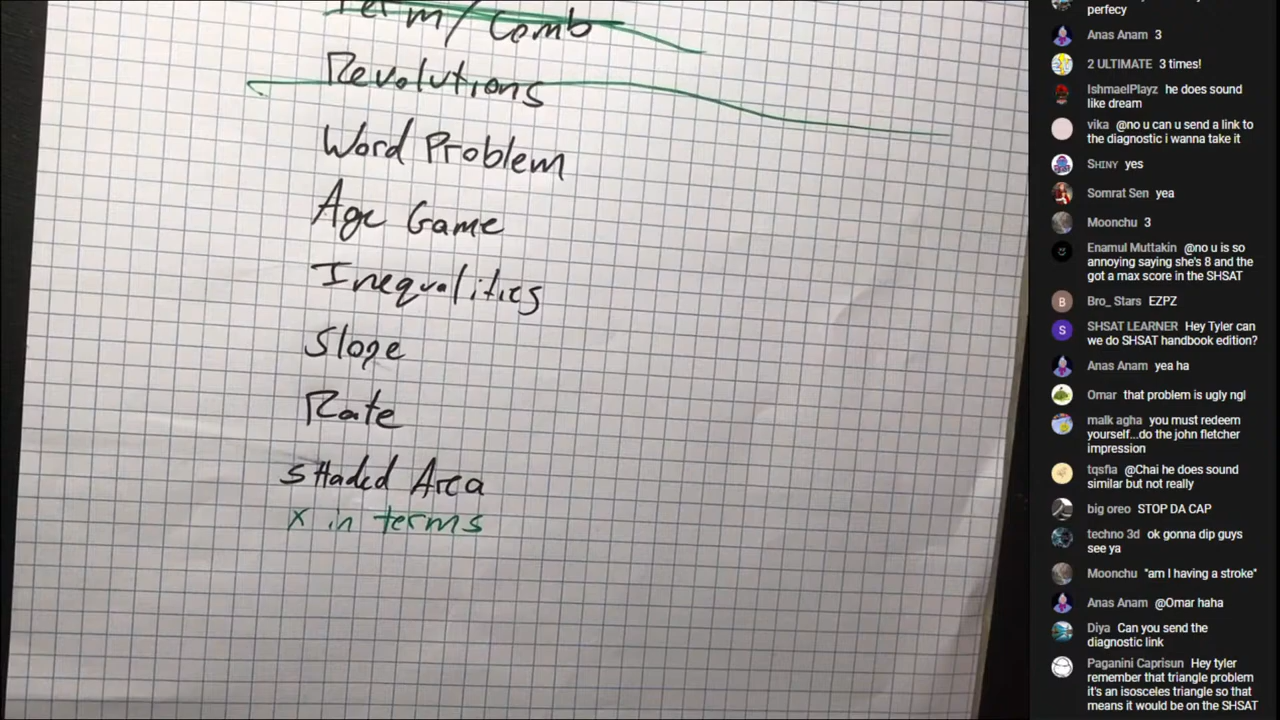 Term/Comb
Revolutions
Word Problem
Age Game
Inequalities
Slope
Rate
sHaded Area
x in terms
perfecy
Anas Anam 3
2 ULTIMATE 3 times!
IshmaelPlayz he does sound
like dream
vika @no u can u send a link to
the diagnostic i wanna take it
SHINY yes
Somrat Sen yea
Moonchu 3
Enamul Muttakin @no u is so
annoying saying she's 8 and the
got a max score in the SHSAT
B
Bro_ Stars EZPZ
S
SHSAT LEARNER Hey Tyler can
we do SHSAT handbook edition?
Anas Anam yea ha
Omar that problem is ugly ngl
malk agha you must redeem
yourself...do the john fletcher
impression
tqsfia @Chai he does sound
similar but not really
big oreo STOP DA CAP
techno 3d ok gonna dip guys
see ya
Moonchu "am I having a stroke"
Anas Anam @Omar haha
Diya Can you send the
diagnostic link
Paganini Caprisun Hey tyler
remember that triangle problem
it's an isosceles triangle so that
means it would be on the SHSAT